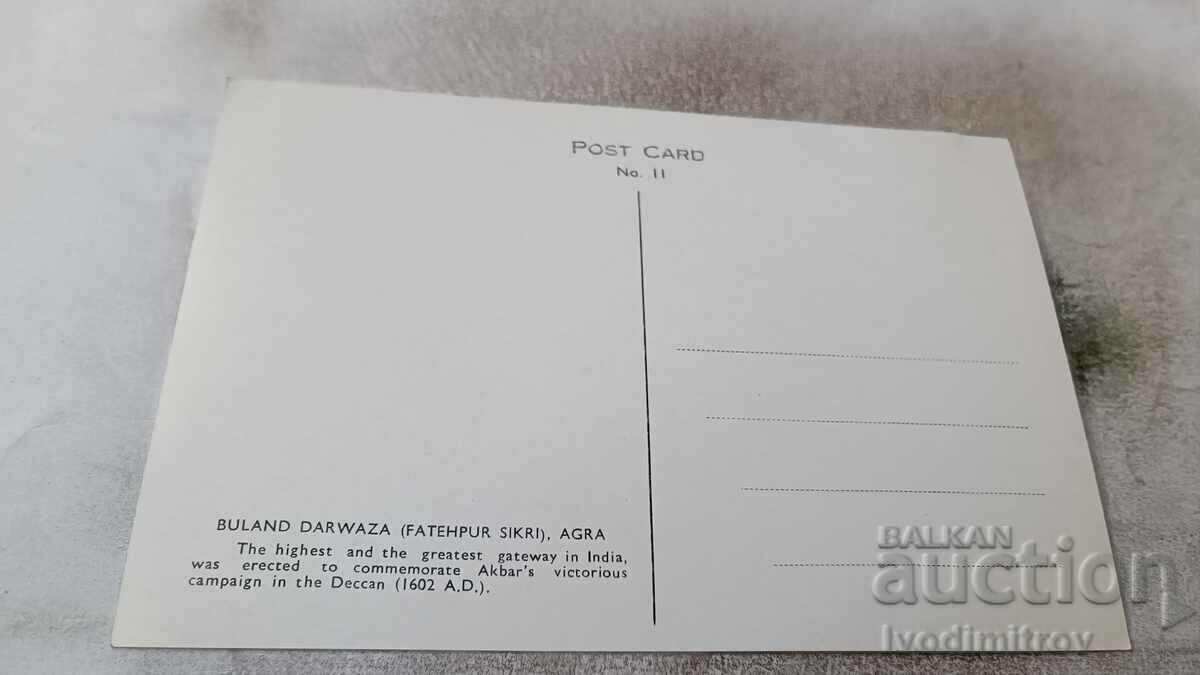 POST CARD
No. 11
BULAND DARWAZA (FATEHPUR SIKRI), AGRA
The highest and the greatest gateway in India,
was erected to commemorate Akbar's victorious
campaign in the Deccan (1602 A.D.).
BALKAN
auction
Ivodimitrov